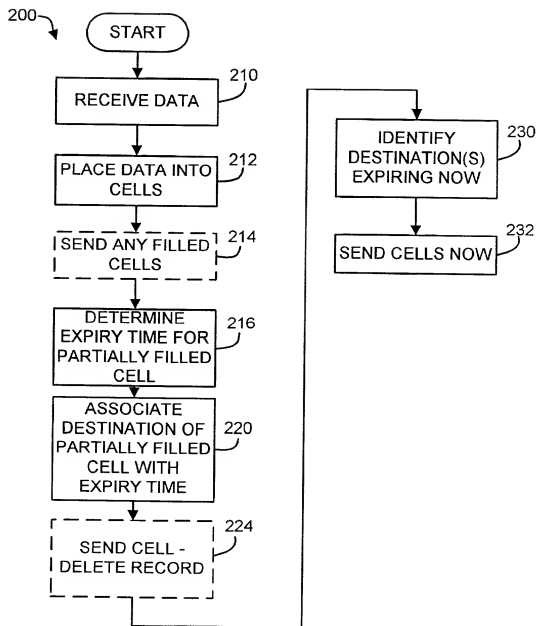 200
START
210
RECEIVE DATA
212
PLACE DATA INTO
CELLS
214
SEND ANY FILLED
CELLS
216
DETERMINE
EXPIRY TIME FOR
PARTIALLY FILLED
CELL
220
ASSOCIATE
DESTINATION OF
PARTIALLY FILLED
CELL WITH
EXPIRY TIME
224
SEND CELL -
DELETE RECORD
230
IDENTIFY
DESTINATION(S)
EXPIRING NOW
232
SEND CELLS NOW